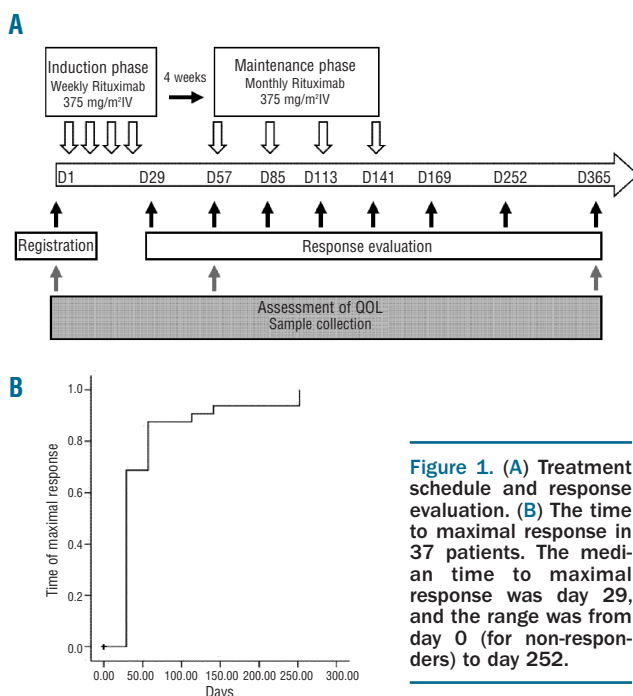 A
Induction phase
Weekly Rituximab
375 mg/m²IV
4 weeks
Maintenance phase
Monthly Rituximab
375 mg/m²IV
D1 D29 D57 D85 D113 D141 D169 D252 D365
Registration
Response evaluation
Assessment of QOL
Sample collection
B
Time of maximal response
1.0
0.8
0.6
0.4
0.2
0.0
0.00 50.00 100.00 150.00 200.00 250.00 300.00
Days
Figure 1. (A) Treatment
schedule and response
evaluation. (B) The time
to maximal response in
37 patients. The medi-
an time to maximal
response was day 29,
and the range was from
day 0 (for non-respon-
ders) to day 252.